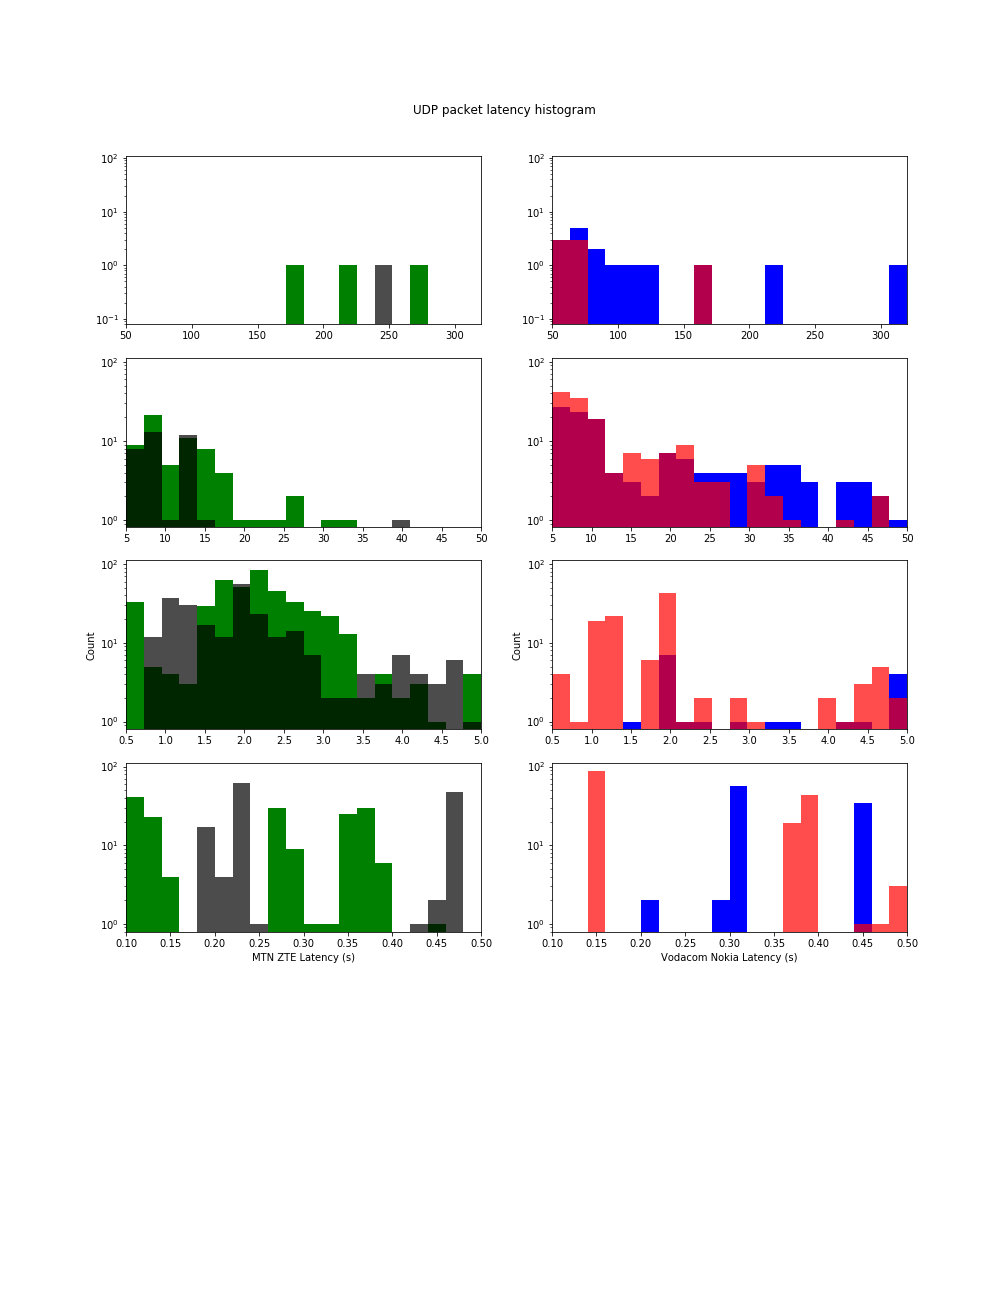 UDP packet latency histogram
10² 10¹ 10⁰ 10⁻¹
50 100 150 200 250 300
10² 10¹ 10⁰ 10⁻¹
50 100 150 200 250 300
10² 10¹ 10⁰
5 10 15 20 25 30 35 40 45 50
10² 10¹ 10⁰
5 10 15 20 25 30 35 40 45 50
Count
10² 10¹ 10⁰
0.5 1.0 1.5 2.0 2.5 3.0 3.5 4.0 4.5 5.0
Count
10² 10¹ 10⁰
0.5 1.0 1.5 2.0 2.5 3.0 3.5 4.0 4.5 5.0
10² 10¹ 10⁰
0.10 0.15 0.20 0.25 0.30 0.35 0.40 0.45 0.50
MTN ZTE Latency (s)
10² 10¹ 10⁰
0.10 0.15 0.20 0.25 0.30 0.35 0.40 0.45 0.50
Vodacom Nokia Latency (s)